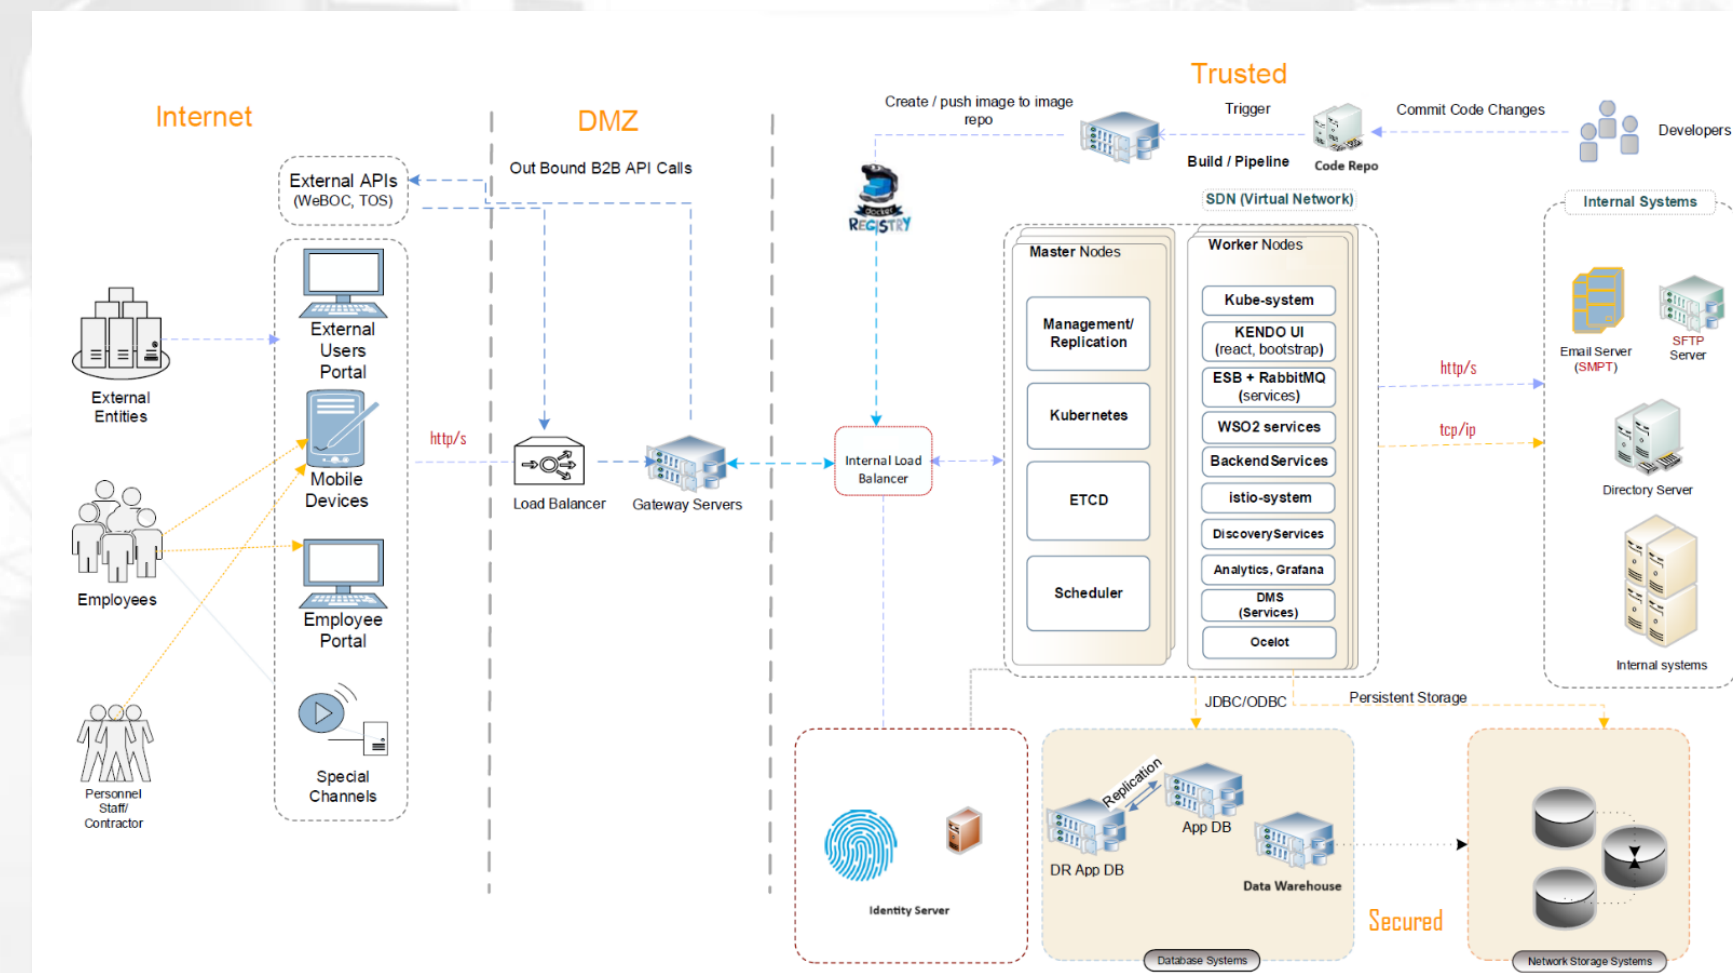 Internet
DMZ
Trusted
Out Bound B2B API Calls
External APIs
(WeBOC, TOS)
External
Users
Portal
Mobile
Devices
Employee
Portal
Special
Channels
External
Entities
Employees
Personnel
Staff/
Contractor
http/s
Load Balancer
Gateway Servers
Create / push image to image
repo
Trigger
Build / Pipeline
Code Repo
Commit Code Changes
Developers
docker
REGISTRY
Internal Load
Balancer
SDN (Virtual Network)
Master Nodes
Management/
Replication
Kubernetes
ETCD
Scheduler
Worker Nodes
Kube-system
KENDO UI
(react, bootstrap)
ESB + RabbitMQ
(services)
WSO2 services
BackendServices
istio-system
DiscoveryServices
Analytics, Grafana
DMS
(Services)
Ocelot
http/s
tcp/ip
Internal Systems
Email Server
(SMPT)
SFTP
Server
Directory Server
Internal systems
JDBC/ODBC
Persistent Storage
Identity Server
Replication
App DB
DR App DB
Data Warehouse
Secured
Database Systems
Network Storage Systems